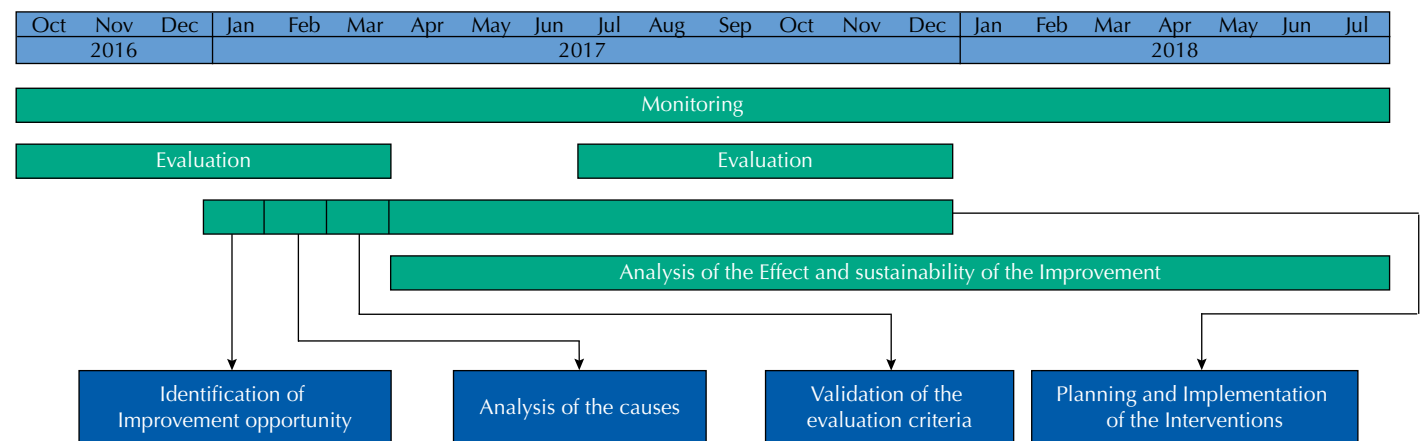 Oct Nov Dec Jan Feb Mar Apr May Jun Jul Aug Sep Oct Nov Dec Jan Feb Mar Apr May Jun Jul
2016 2017 2018
Monitoring
Evaluation Evaluation
Analysis of the Effect and sustainability of the Improvement
Identification of
Improvement opportunity
Analysis of the causes
Validation of the
evaluation criteria
Planning and Implementation
of the Interventions